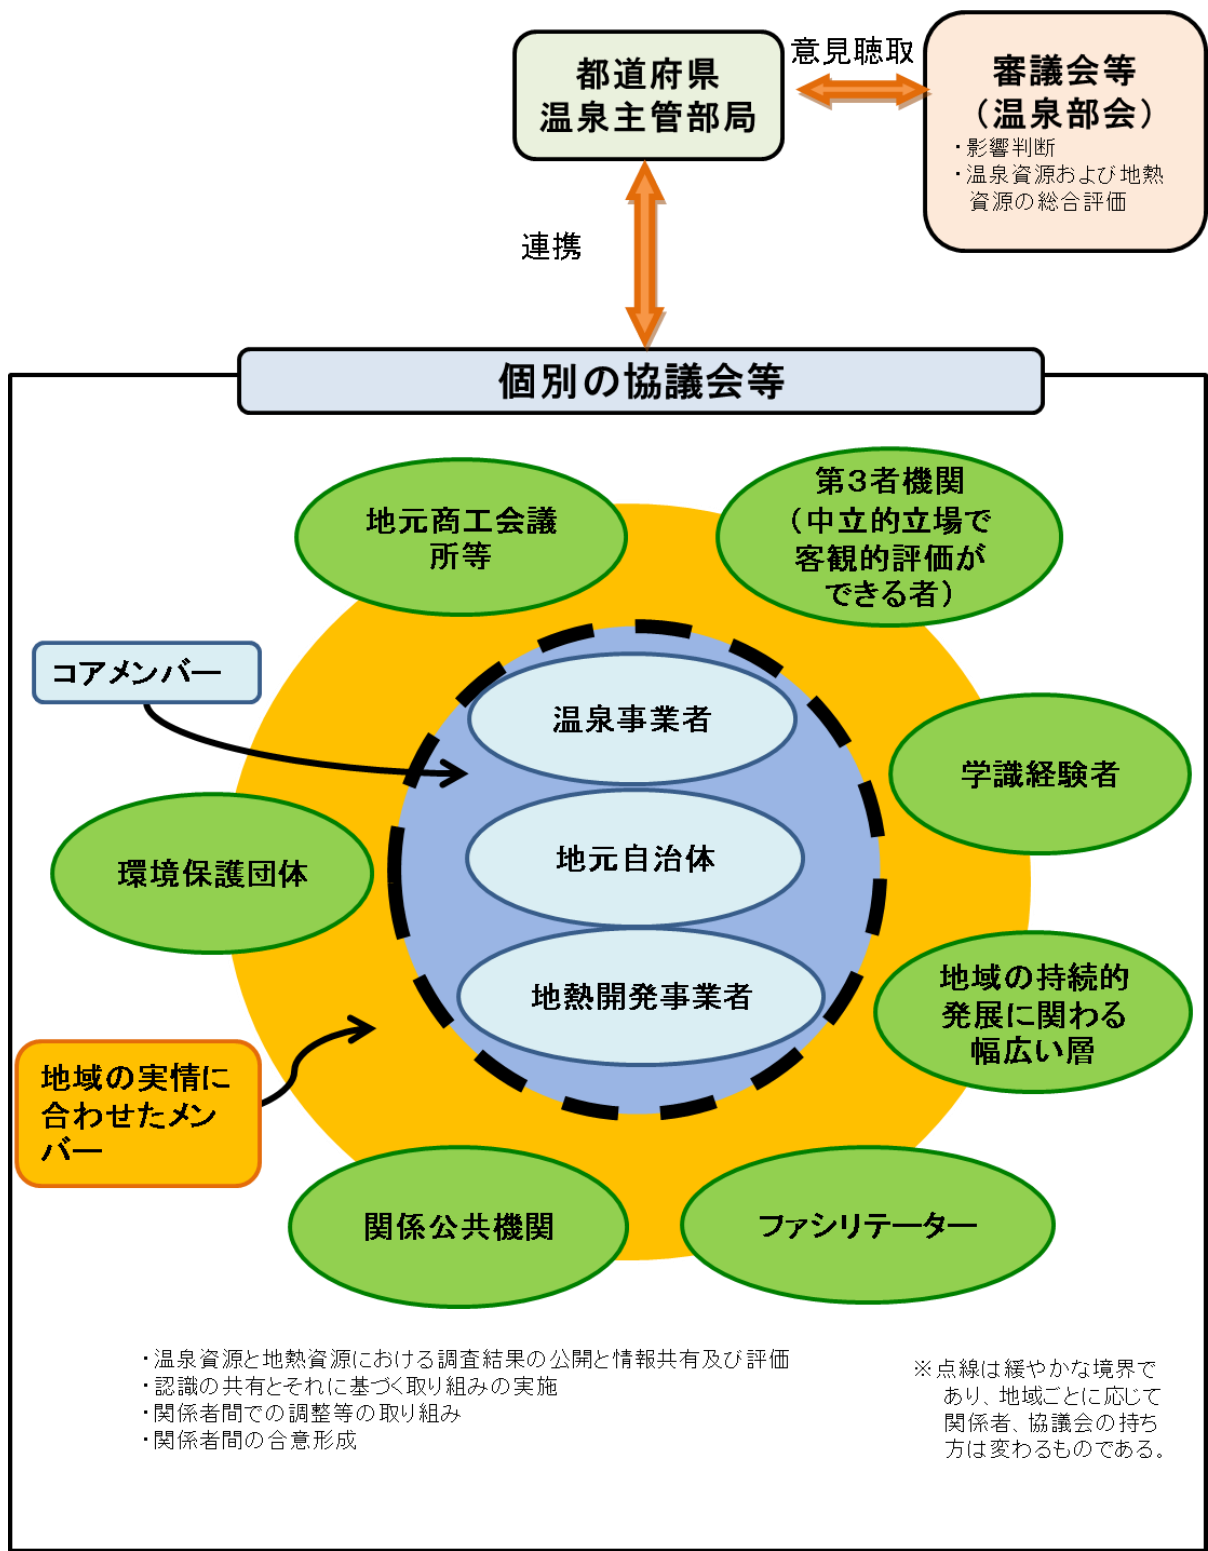 都道府県
温泉主管部局
意見聴取
審議会等
（温泉部会）
・影響判断
・温泉資源および地熱
資源の総合評価
連携
個別の協議会等
地元商工会議
所等
第３者機関
（中立的立場で
客観的評価が
できる者）
コアメンバー
温泉事業者
学識経験者
地元自治体
環境保護団体
地熱開発事業者
地域の持続的
発展に関わる
幅広い層
地域の実情に
合わせたメン
バー
関係公共機関
ファシリテーター
・温泉資源と地熱資源における調査結果の公開と情報共有及び評価
・認識の共有とそれに基づく取り組みの実施
・関係者間での調整等の取り組み
・関係者間の合意形成
※点線は緩やかな境界で
あり、地域ごとに応じて
関係者、協議会の持ち
方は変わるものである。